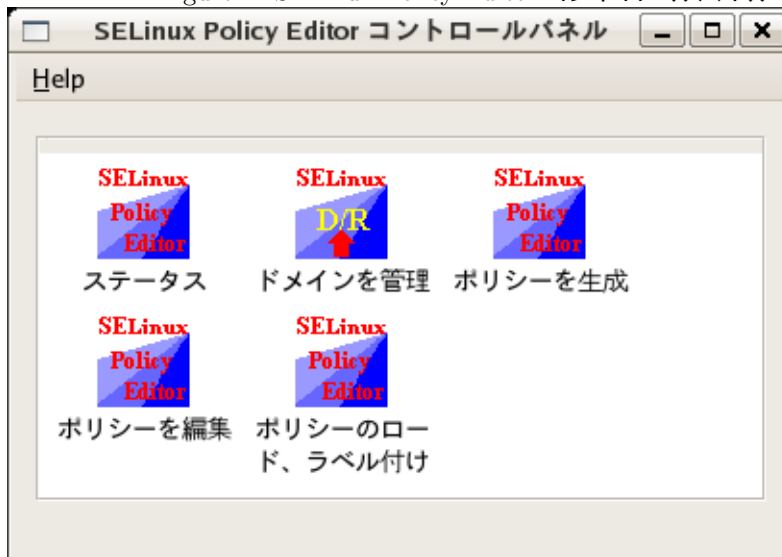 SELinux Policy Editor コントロールパネル
Help
SELinux
Policy
Editor
ステータス
SELinux
D/R
ドメインを管理
SELinux
Policy
Editor
ポリシーを生成
SELinux
Policy
Editor
ポリシーを編集
SELinux
Policy
Editor
ポリシーのロー
ド、ラベル付け